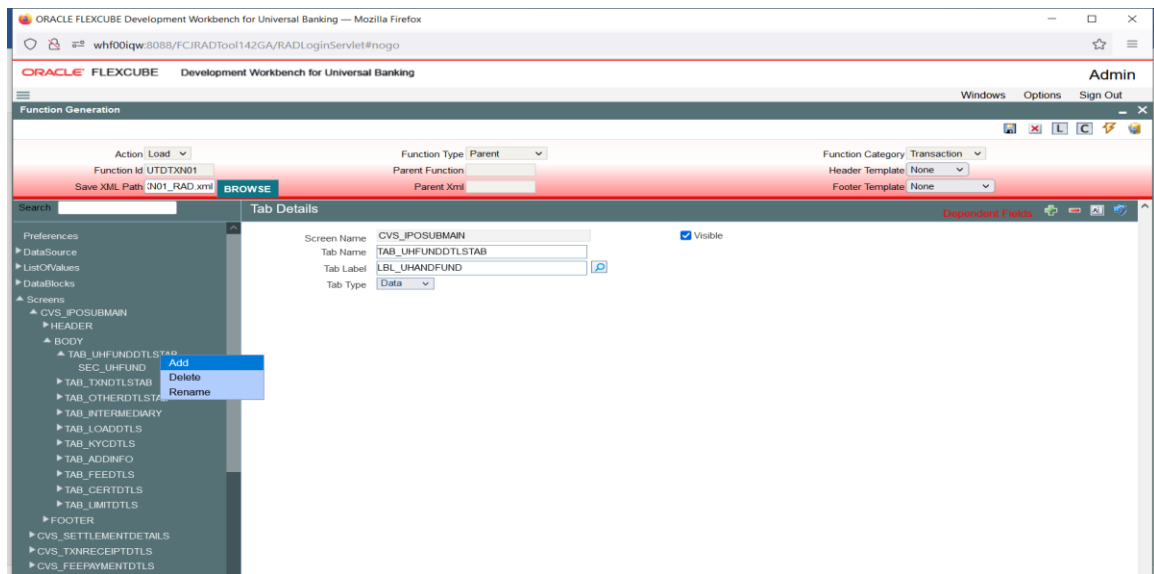 ORACLE FLEXCUBE Development Workbench for Universal Banking — Mozilla Firefox
whf00iqw:8088/FCJRADTool142GA/RADLoginServlet#nogo
ORACLE FLEXCUBE Development Workbench for Universal Banking Admin
Windows Options Sign Out
Function Generation
L C
Action Load Function Type Parent Function Category Transaction
Function Id UTDTXN01 Parent Function Header Template None
Save XML Path XN01_RAD.xml BROWSE Parent Xml Footer Template None
Search Tab Details Dependent Fields
Preferences
DataSource
ListOfValues
DataBlocks
Screens
CVS_IPOSUBMAIN
HEADER
BODY
TAB_UHFUNDDTLSTAB
SEC_UHFUND
TAB_TXNDTLSTAB
TAB_OTHERDTLSTAB
TAB_INTERMEDIARY
TAB_LOADDTLS
TAB_KYCDTLS
TAB_ADDINFO
TAB_FEEDTLS
TAB_CERTDTLS
TAB_LIMITDTLS
FOOTER
CVS_SETTLEMENTDETAILS
CVS_TXNRECEIPTDTLS
CVS_FEEPAYMENTDTLS
Add
Delete
Rename
Screen Name CVS_IPOSUBMAIN Visible
Tab Name TAB_UHFUNDDTLSTAB
Tab Label LBL_UHANDFUND
Tab Type Data